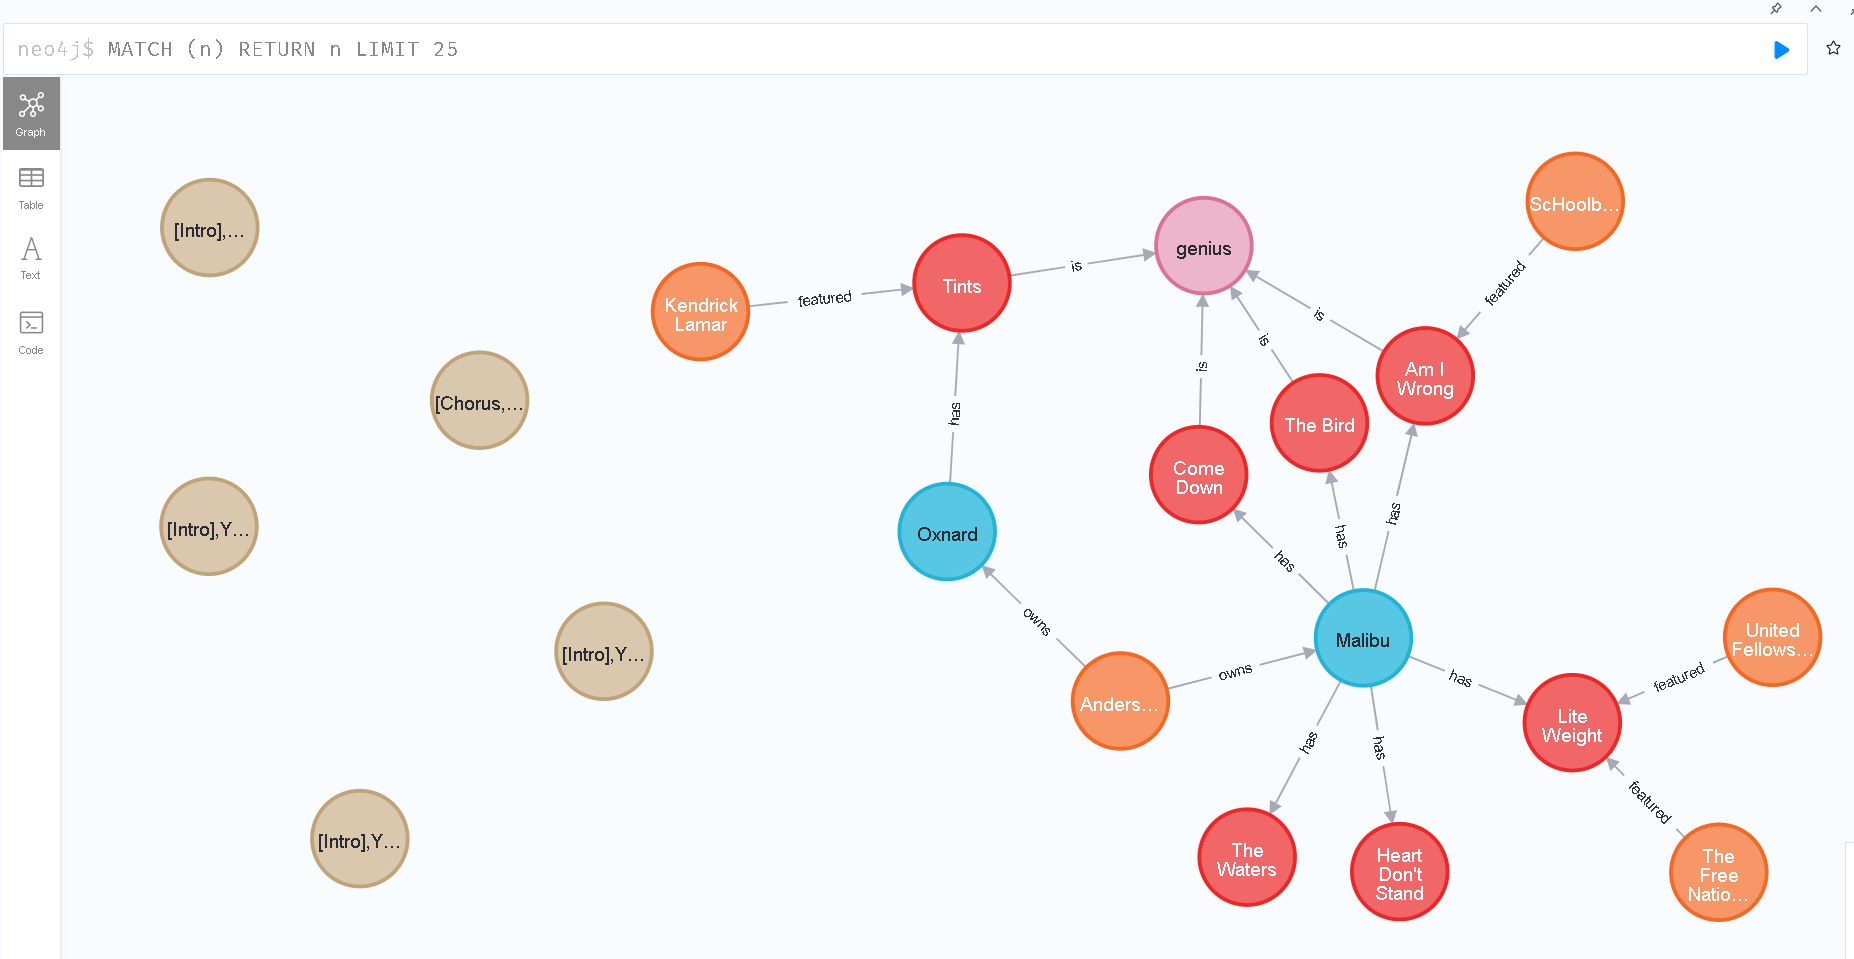 neo4j$ MATCH (n) RETURN n LIMIT 25
Graph
Table
Text
Code
[Intro],...
[Chorus,...
[Intro],Y...
[Intro],Y...
[Intro],Y...
Kendrick
Lamar
featured
Tints
is
genius
ScHoolb...
featured
Am I
Wrong
is
is
is
The Bird
Come
Down
has
Oxnard
has
has
has
owns
Anders...
owns
Malibu
has
has
has
Lite
Weight
featured
United
Fellows...
featured
The
Free
Natio...
The
Waters
Heart
Don't
Stand